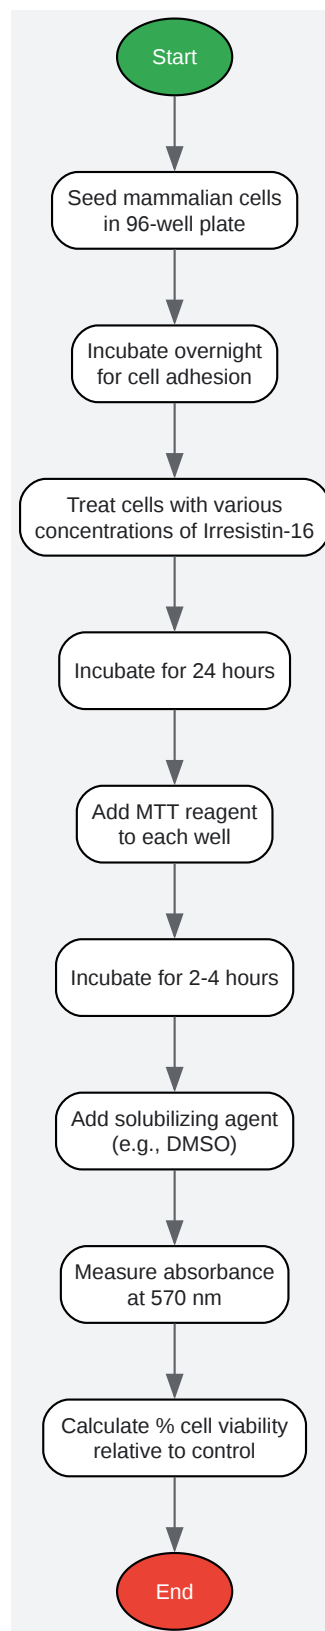 Start
Seed mammalian cells
in 96-well plate
Incubate overnight
for cell adhesion
Treat cells with various
concentrations of Irresistin-16
Incubate for 24 hours
Add MTT reagent
to each well
Incubate for 2-4 hours
Add solubilizing agent
(e.g., DMSO)
Measure absorbance
at 570 nm
Calculate % cell viability
relative to control
End